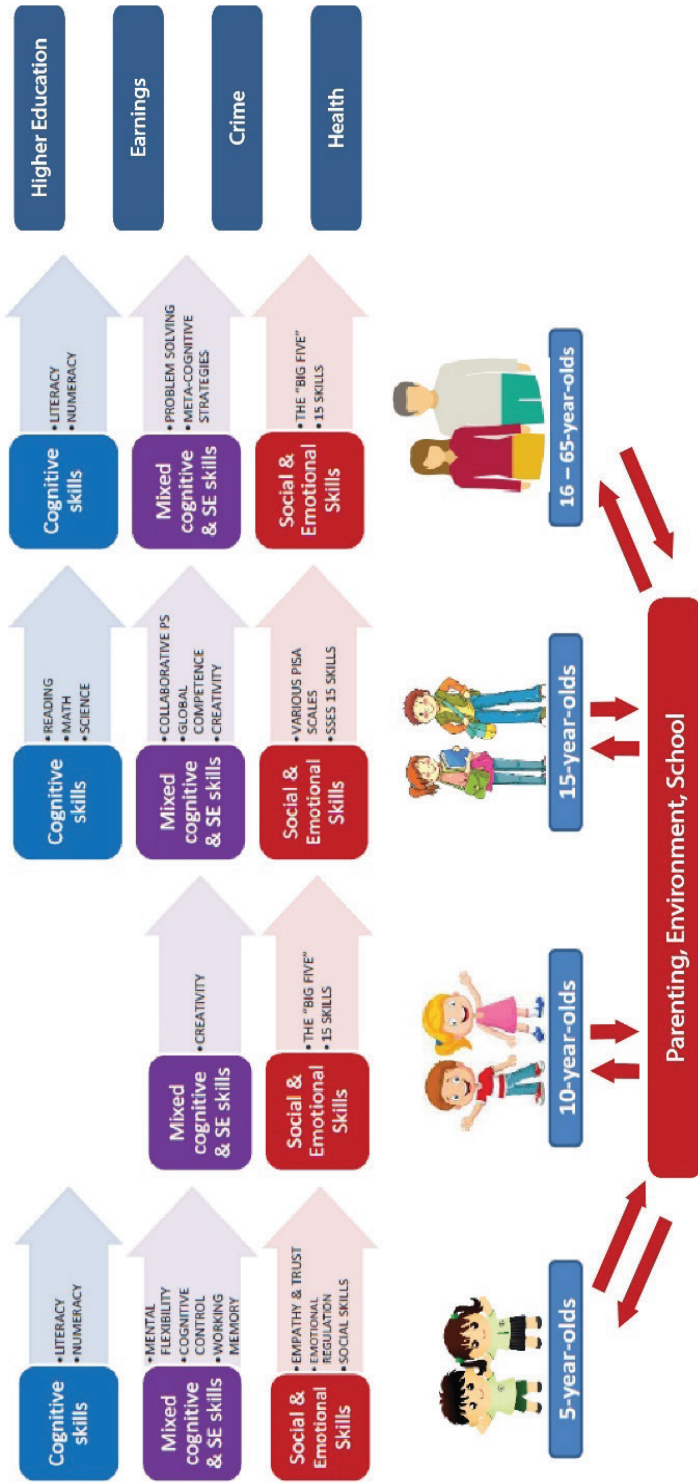 Cognitive
skills
• LITERACY
• NUMERACY
Mixed
cognitive
& SE skills
• MENTAL
FLEXIBILITY
• COGNITIVE
CONTROL
• WORKING
MEMORY
Social &
Emotional
Skills
• EMPATHY & TRUST
• EMOTIONAL
REGULATION
• SOCIAL SKILLS
5-year-olds
Mixed
cognitive
& SE skills
• CREATIVITY
Social &
Emotional
Skills
• THE "BIG FIVE"
• 15 SKILLS
10-year-olds
Cognitive
skills
• READING
• MATH
• SCIENCE
Mixed
cognitive
& SE skills
• COLLABORATIVE PS
• GLOBAL
COMPETENCE
• CREATIVITY
Social &
Emotional
Skills
• VARIOUS PISA
SCALES
• SSES 15 SKILLS
15-year-olds
Cognitive
skills
• LITERACY
• NUMERACY
Mixed
cognitive
& SE skills
• PROBLEM SOLVING
• META-COGNITIVE
STRATEGIES
Social &
Emotional
Skills
• THE "BIG FIVE"
• 15 SKILLS
16 – 65-year-olds
Higher Education
Earnings
Crime
Health
Parenting, Environment, School